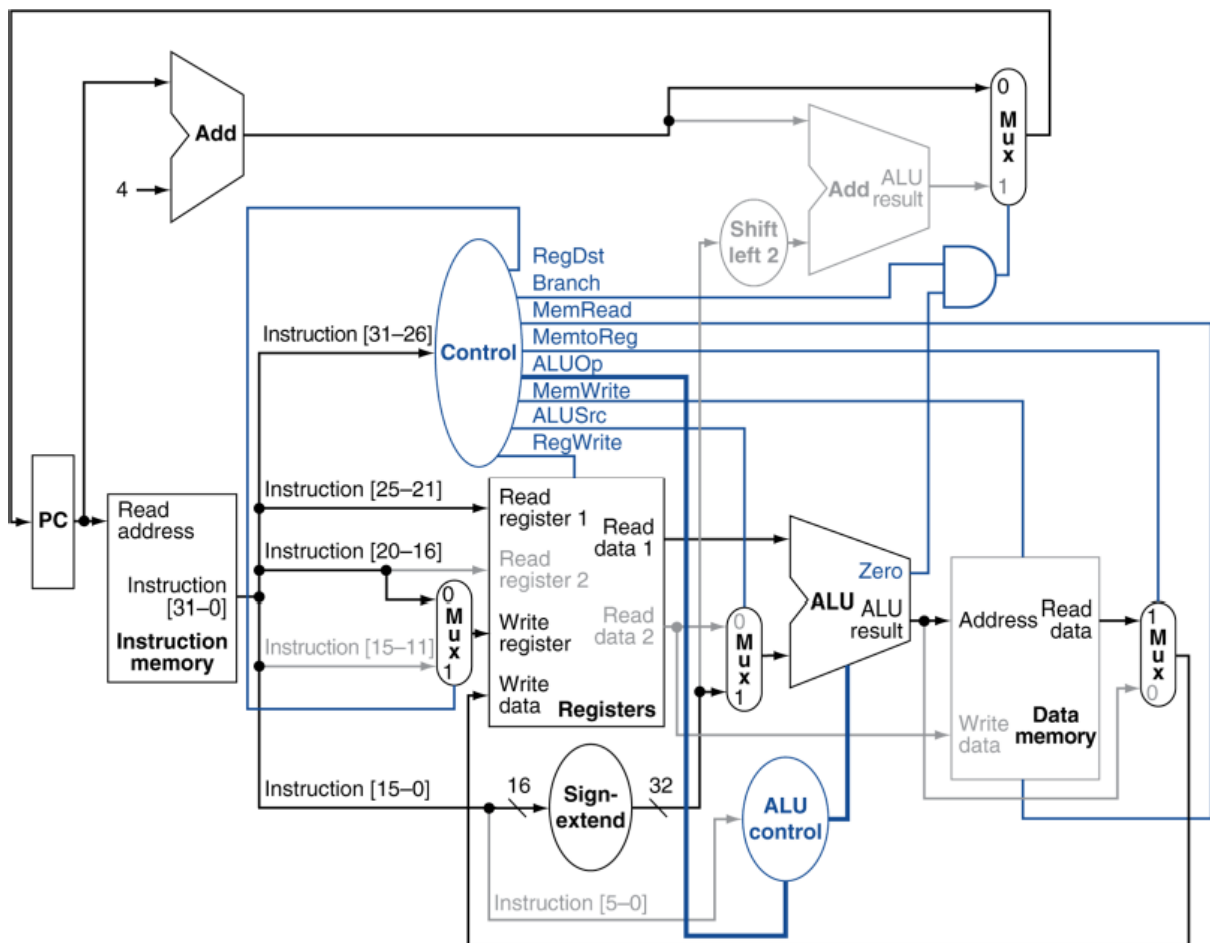 0
Mux
1
Add
4
Add
ALU
result
Shift
left 2
RegDst
Branch
MemRead
MemtoReg
ALUOp
MemWrite
ALUSrc
RegWrite
Instruction [31–26]
Control
PC
Read
address
Instruction
[31–0]
Instruction
memory
Instruction [25–21]
Instruction [20–16]
Instruction [15–11]
0
Mux
1
Read
register 1
Read
register 2
Write
register
Write
data
Read
data 1
Read
data 2
Registers
0
Mux
1
Zero
ALU
ALU
result
Address
Read
data
Write
data
Data
memory
1
Mux
0
Instruction [15–0]
16
Sign-
extend
32
ALU
control
Instruction [5–0]